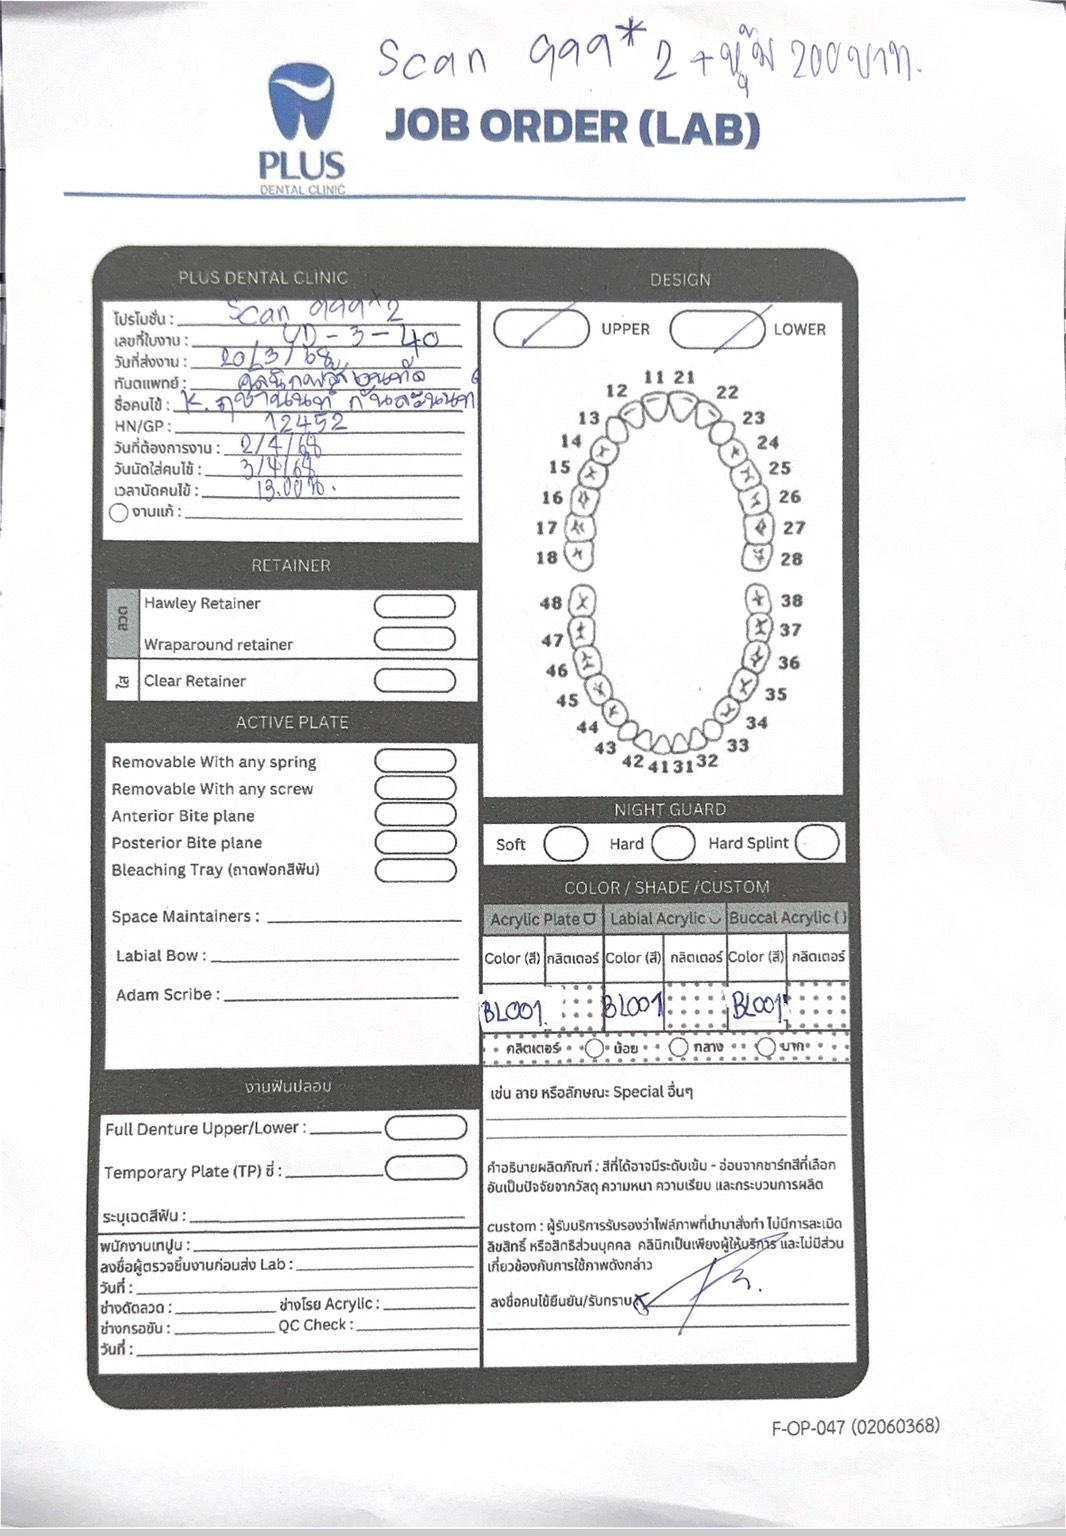 Scan 999*2 + หุ้ม 200 บาท.
PLUS
DENTAL CLINIC
JOB ORDER (LAB)
PLUS DENTAL CLINIC
โปรโมชั่น : Scan 999*2
เลขที่ใบงาน : UD-3-40
วันที่ส่งงาน : 20/3/68
ทันตแพทย์ :
ชื่อคนไข้ : K.
HN/GP : 12452
วันที่ต้องการงาน : 2/4/68
วันนัดใส่คนไข้ : 3/4/68
เวลานัดคนไข้ : 13.00 น.
งานแก้ :
RETAINER
ลวด
Hawley Retainer
Wraparound retainer
ใส
Clear Retainer
ACTIVE PLATE
Removable With any spring
Removable With any screw
Anterior Bite plane
Posterior Bite plane
Bleaching Tray (ถาดฟอกสีฟัน)
Space Maintainers :
Labial Bow :
Adam Scribe :
งานฟันปลอม
Full Denture Upper/Lower :
Temporary Plate (TP) ซี่ :
ระบุเฉดสีฟัน :
พนักงานเทปูน :
ลงชื่อผู้ตรวจชิ้นงานก่อนส่ง Lab :
วันที่ :
ช่างดัดลวด : ช่างโรย Acrylic :
ช่างกรอขัน : QC Check :
วันที่ :
DESIGN
UPPER LOWER
11 21
12 22
13 23
14 24
15 25
16 26
17 27
18 28
48 38
47 37
46 36
45 35
44 34
43 33
42 41 31 32
NIGHT GUARD
Soft Hard Hard Splint
COLOR / SHADE /CUSTOM
Acrylic Plate Labial Acrylic Buccal Acrylic ( )
Color (สี) กลิตเตอร์ Color (สี) กลิตเตอร์ Color (สี) กลิตเตอร์
BL001 BL001 BL001
กลิตเตอร์ น้อย กลาง มาก
เช่น ลาย หรือลักษณะ Special อื่นๆ
คำอธิบายผลิตภัณฑ์ : สีที่ได้อาจมีระดับเข้ม - อ่อนจากชาร์ทสีที่เลือก
อันเป็นปัจจัยจากวัสดุ ความหนา ความเรียบ และกระบวนการผลิต
custom : ผู้รับบริการรับรองว่าไฟล์ภาพที่นำมาสั่งทำ ไม่มีการละเมิด
ลิขสิทธิ์ หรือสิทธิส่วนบุคคล คลินิกเป็นเพียงผู้ให้บริการ และไม่มีส่วน
เกี่ยวข้องกับการใช้ภาพดังกล่าว
ลงชื่อคนไข้ยืนยัน/รับทราบ
F-OP-047 (02060368)